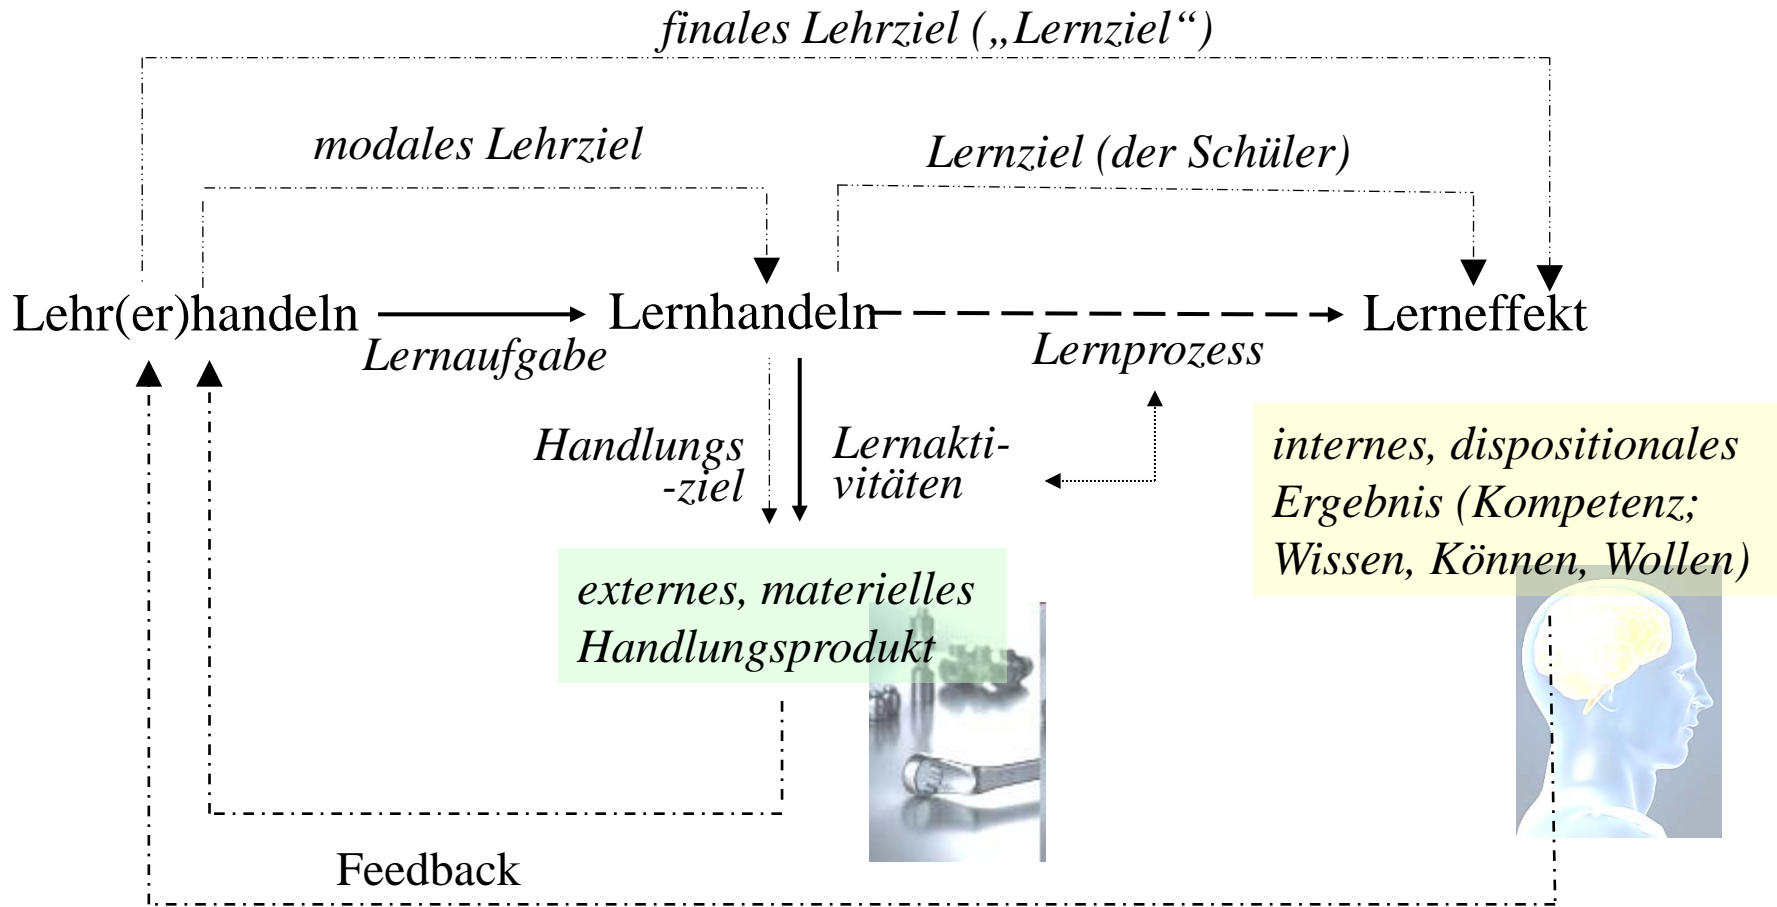 finales Lehrziel („Lernziel“)
modales Lehrziel
Lernziel (der Schüler)
Lehr(er)handeln
Lernhandeln
Lerneffekt
Lernaufgabe
Lernprozess
Handlungs
-ziel
Lernakti-
vitäten
internes, dispositionales
Ergebnis (Kompetenz;
Wissen, Können, Wollen)
externes, materielles
Handlungsprodukt
Feedback